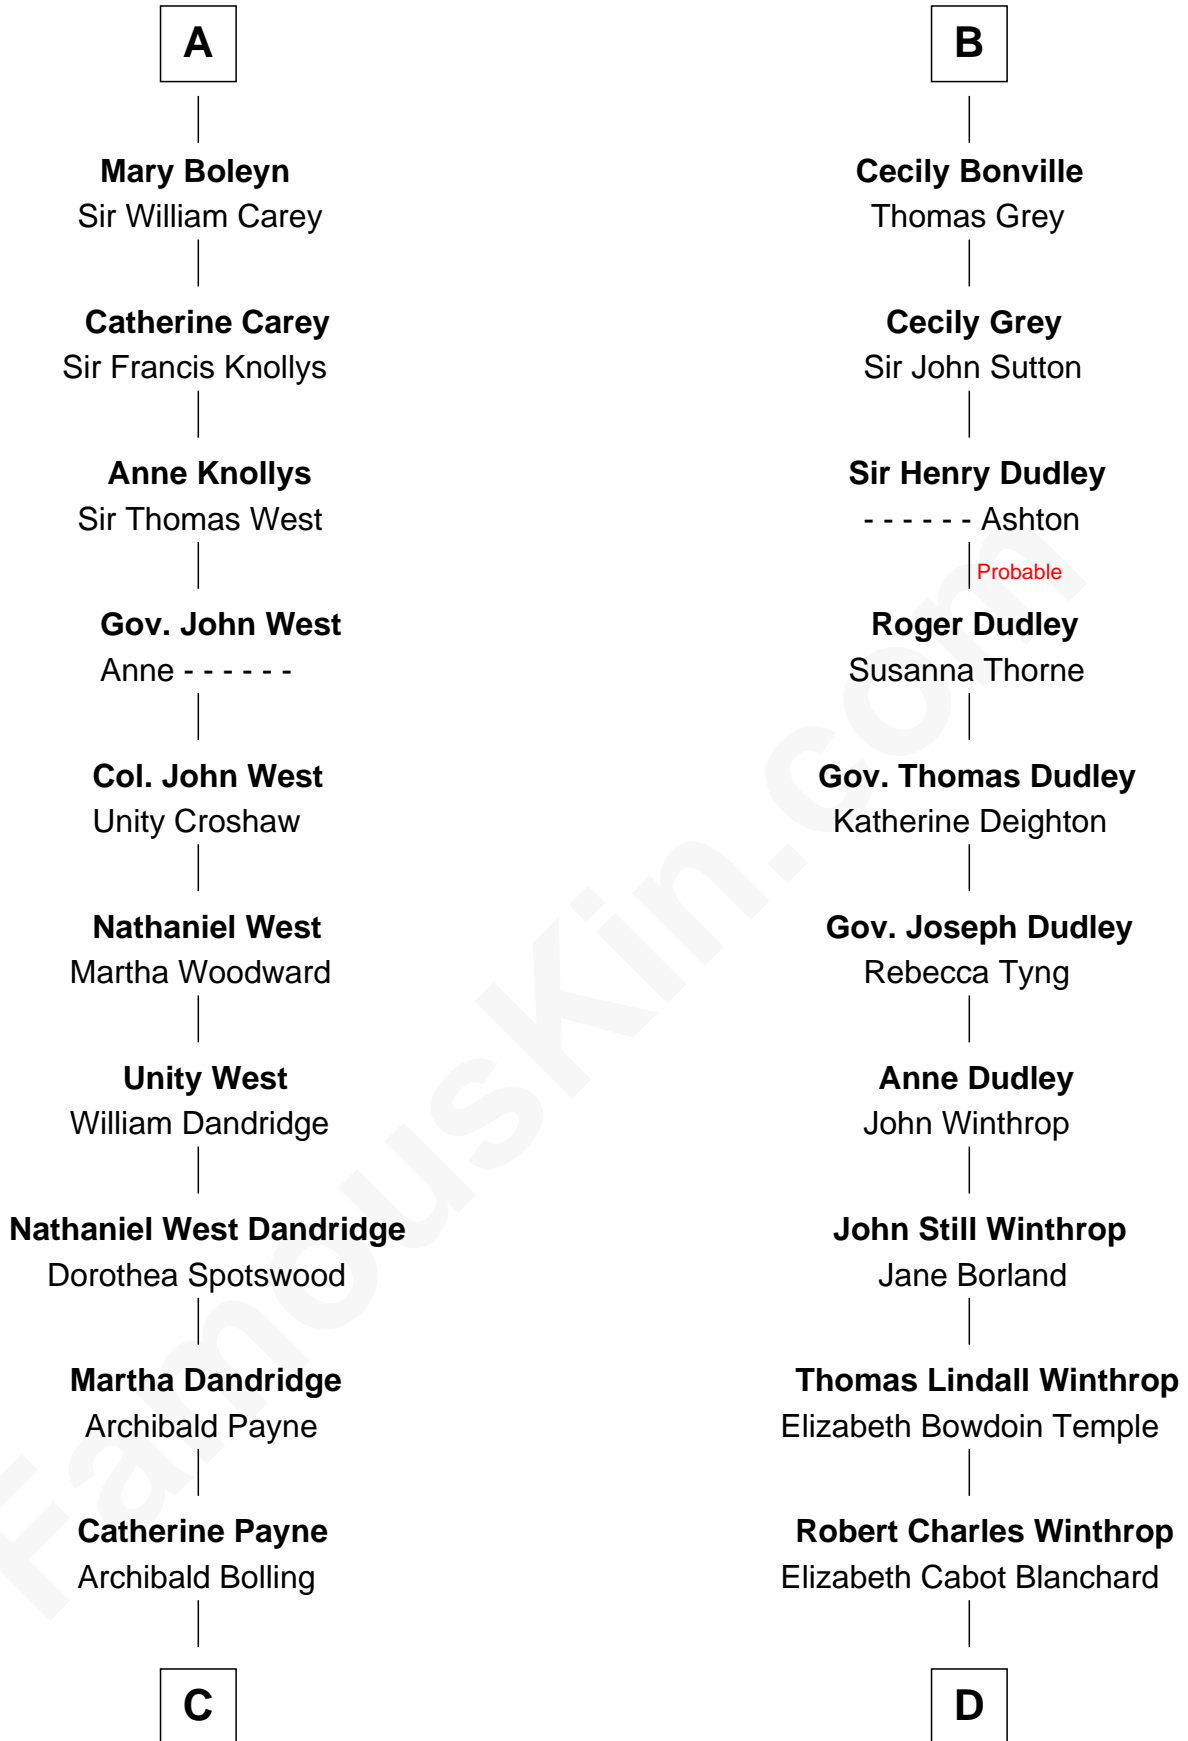 A
Mary Boleyn
Sir William Carey
Catherine Carey
Sir Francis Knollys
Anne Knollys
Sir Thomas West
Gov. John West
Anne - - - - - -
Col. John West
Unity Croshaw
Nathaniel West
Martha Woodward
Unity West
William Dandridge
Nathaniel West Dandridge
Dorothea Spotswood
Martha Dandridge
Archibald Payne
Catherine Payne
Archibald Bolling
C
B
Cecily Bonville
Thomas Grey
Cecily Grey
Sir John Sutton
Sir Henry Dudley
- - - - - - Ashton
Probable
Roger Dudley
Susanna Thorne
Gov. Thomas Dudley
Katherine Deighton
Gov. Joseph Dudley
Rebecca Tyng
Anne Dudley
John Winthrop
John Still Winthrop
Jane Borland
Thomas Lindall Winthrop
Elizabeth Bowdoin Temple
Robert Charles Winthrop
Elizabeth Cabot Blanchard
D
FamousKin.com